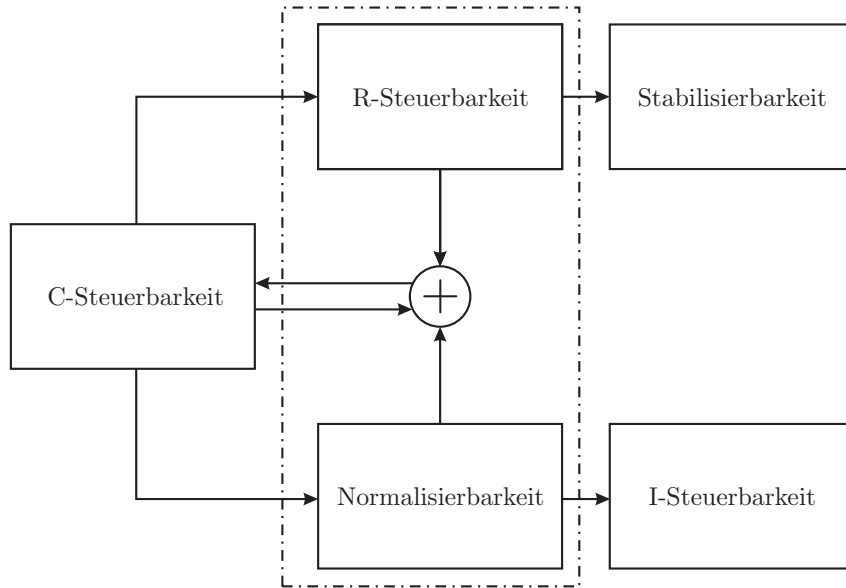 R-Steuerbarkeit
Stabilisierbarkeit
C-Steuerbarkeit
Normalisierbarkeit
I-Steuerbarkeit